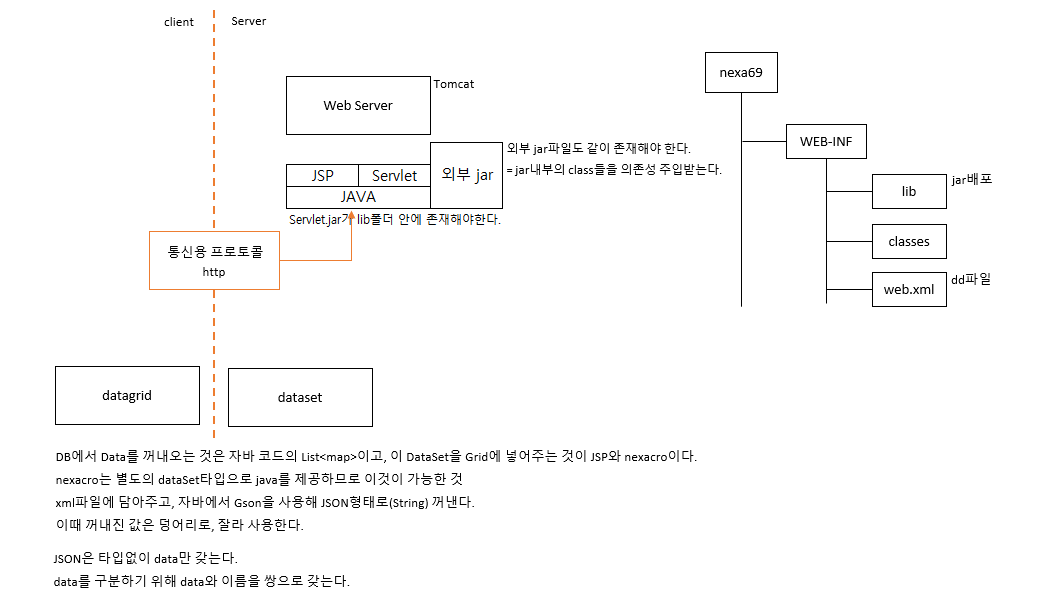 client
Server
Web Server
Tomcat
JSP
Servlet
JAVA
외부 jar
외부 jar파일도 같이 존재해야 한다.
= jar내부의 class들을 의존성 주입받는다.
Servlet.jar가 lib폴더 안에 존재해야한다.
통신용 프로토콜
http
nexa69
WEB-INF
lib
jar배포
classes
web.xml
dd파일
datagrid
dataset
DB에서 Data를 꺼내오는 것은 자바 코드의 List<map>이고, 이 DataSet을 Grid에 넣어주는 것이 JSP와 nexacro이다.
nexacro는 별도의 dataSet타입으로 java를 제공하므로 이것이 가능한 것
xml파일에 담아주고, 자바에서 Gson을 사용해 JSON형태로(String) 꺼낸다.
이때 꺼내진 값은 덩어리로, 잘라 사용한다.
JSON은 타입없이 data만 갖는다.
data를 구분하기 위해 data와 이름을 쌍으로 갖는다.